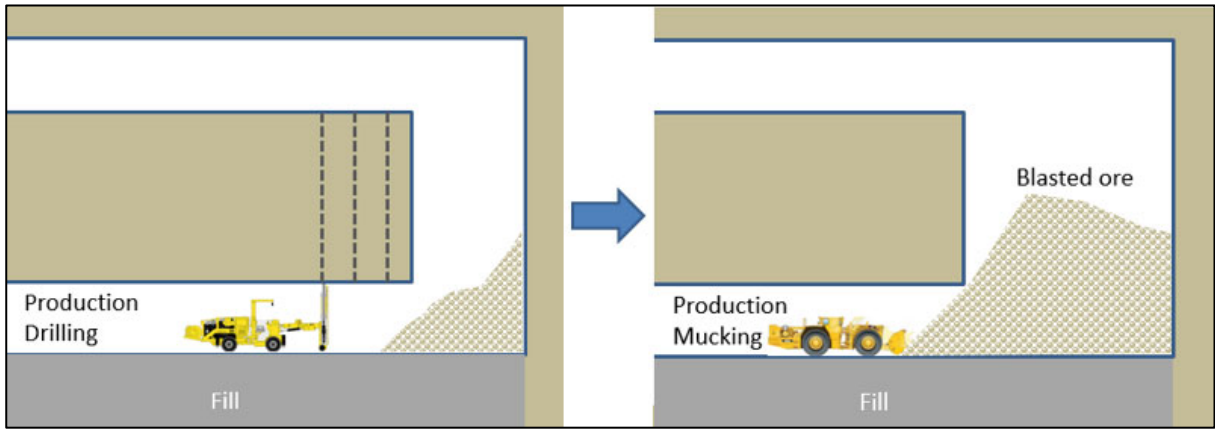 Production
Drilling
Fill
Blasted ore
Production
Mucking
Fill